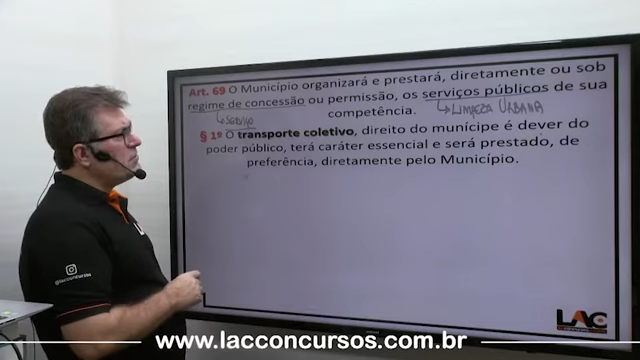 Art. 69 O Município organizará e prestará, diretamente ou sob
regime de concessão ou permissão, os serviços públicos de sua
competência.
SERVIÇO
LIMPEZA URBANA
§ 1º O transporte coletivo, direito do munícipe é dever do
poder público, terá caráter essencial e será prestado, de
preferência, diretamente pelo Município.
@lacconcursos
LAC
www.lacconcursos.com.br